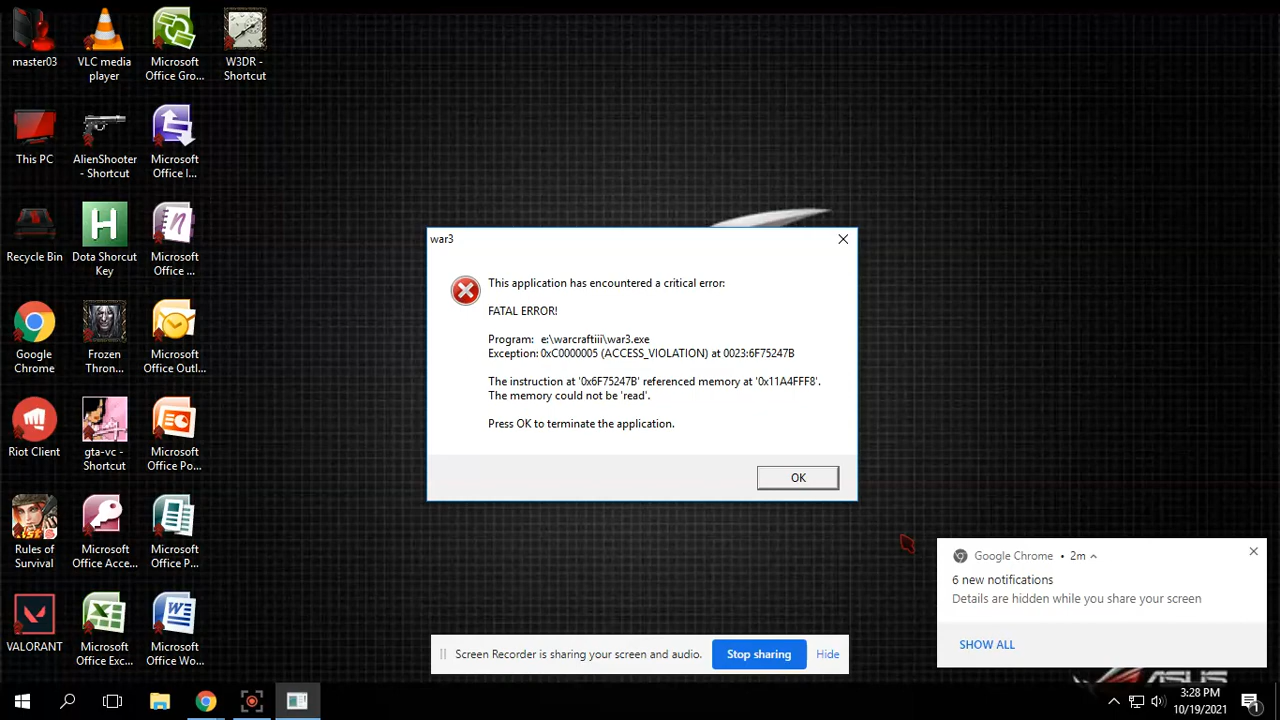 master03
VLC media
player
Microsoft
Office Gro...
W3DR -
Shortcut
This PC
AlienShooter
- Shortcut
Microsoft
Office I...
Recycle Bin
Dota Shorcut
Key
Microsoft
Office ...
Google
Chrome
Frozen
Thron...
Microsoft
Office Outl...
Riot Client
gta-vc -
Shortcut
Microsoft
Office Po...
Rules of
Survival
Microsoft
Office Acce...
Microsoft
Office P...
VALORANT
Microsoft
Office Exc...
Microsoft
Office Wo...
war3
This application has encountered a critical error:
FATAL ERROR!
Program: e:\warcraftiii\war3.exe
Exception: 0xC0000005 (ACCESS_VIOLATION) at 0023:6F75247B
The instruction at '0x6F75247B' referenced memory at '0x11A4FFF8'.
The memory could not be 'read'.
Press OK to terminate the application.
OK
Google Chrome • 2m
6 new notifications
Details are hidden while you share your screen
SHOW ALL
Screen Recorder is sharing your screen and audio.
Stop sharing
Hide
ASUS
3:28 PM
10/19/2021
1